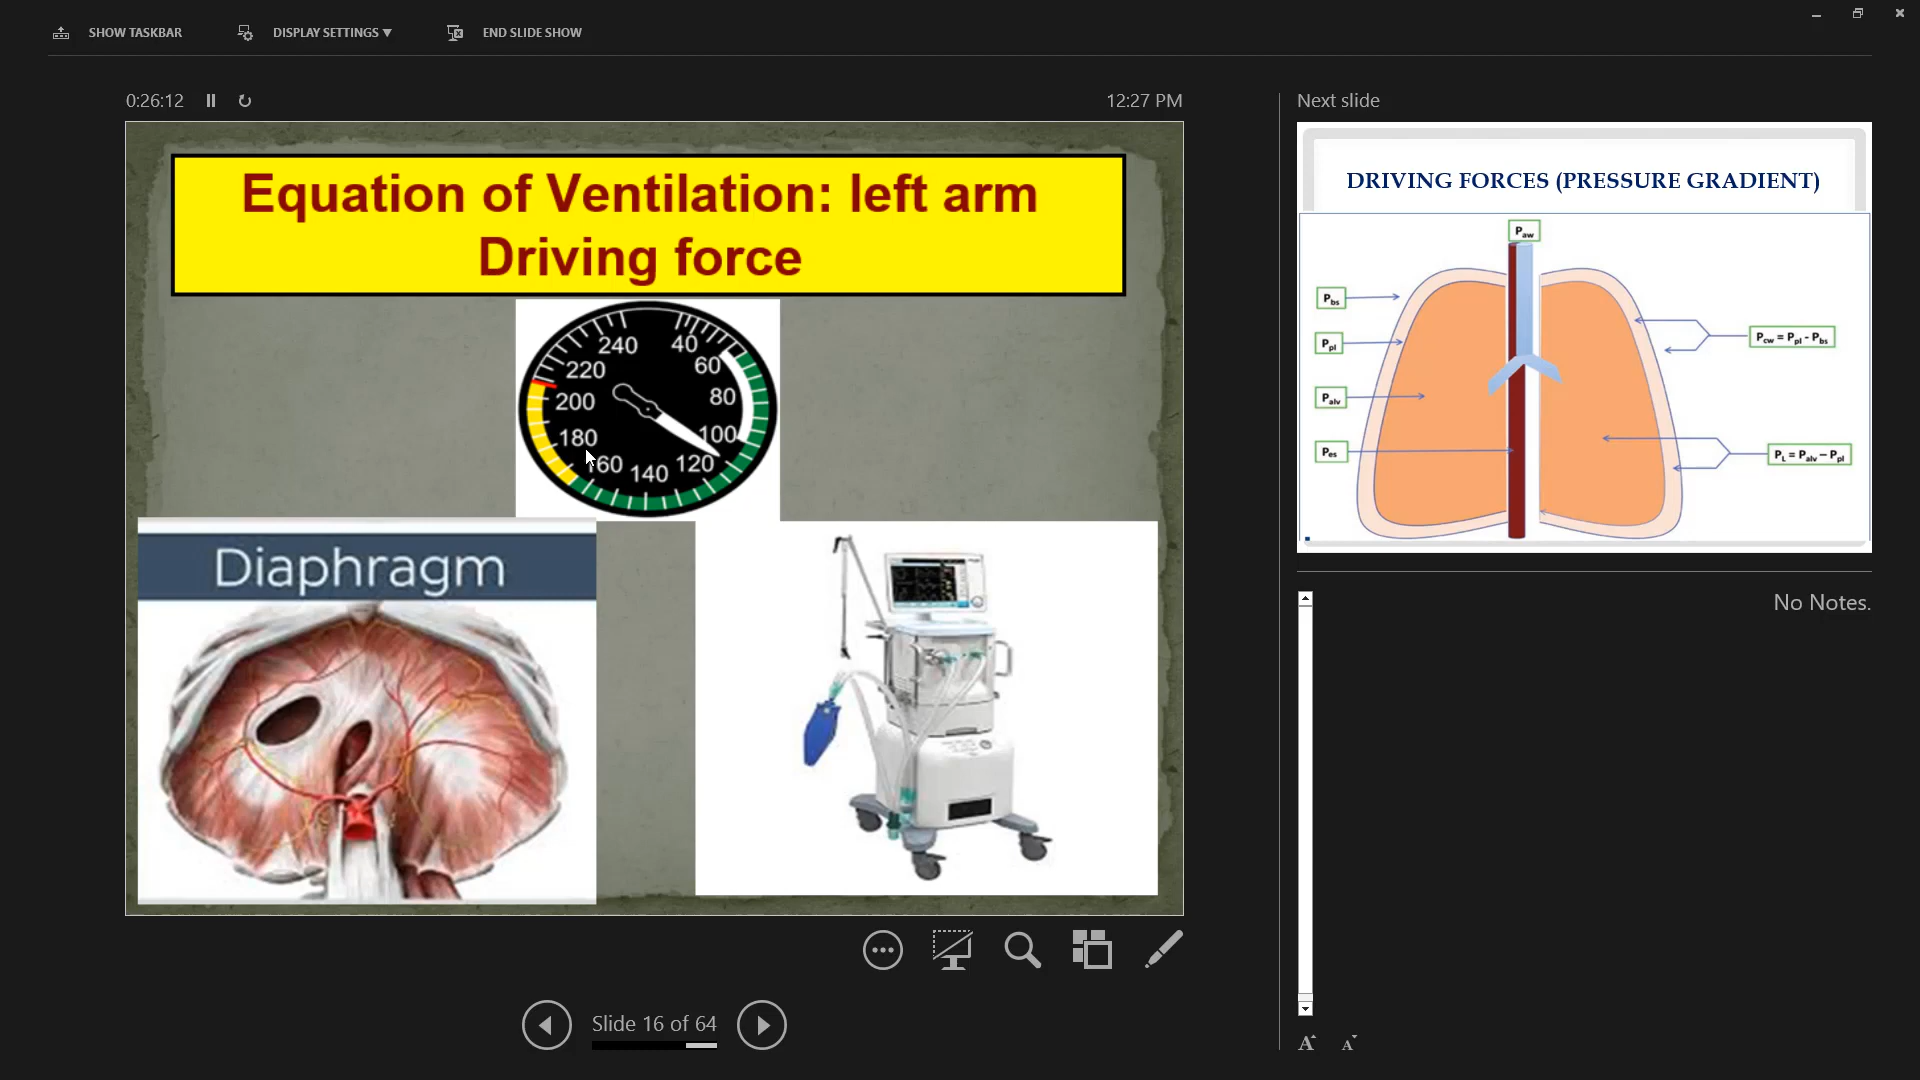 SHOW TASKBAR
DISPLAY SETTINGS ▼
END SLIDE SHOW
0:26:12
12:27 PM
Next slide
Equation of Ventilation: left arm
Driving force
240
40
220
60
200
80
180
100
60
120
140
Diaphragm
DRIVING FORCES (PRESSURE GRADIENT)
Paw
Pbs
Ppl
Pcw = Ppl - Pbs
Palv
Pes
PL = Palv – Ppl
No Notes.
Slide 16 of 64
A
A